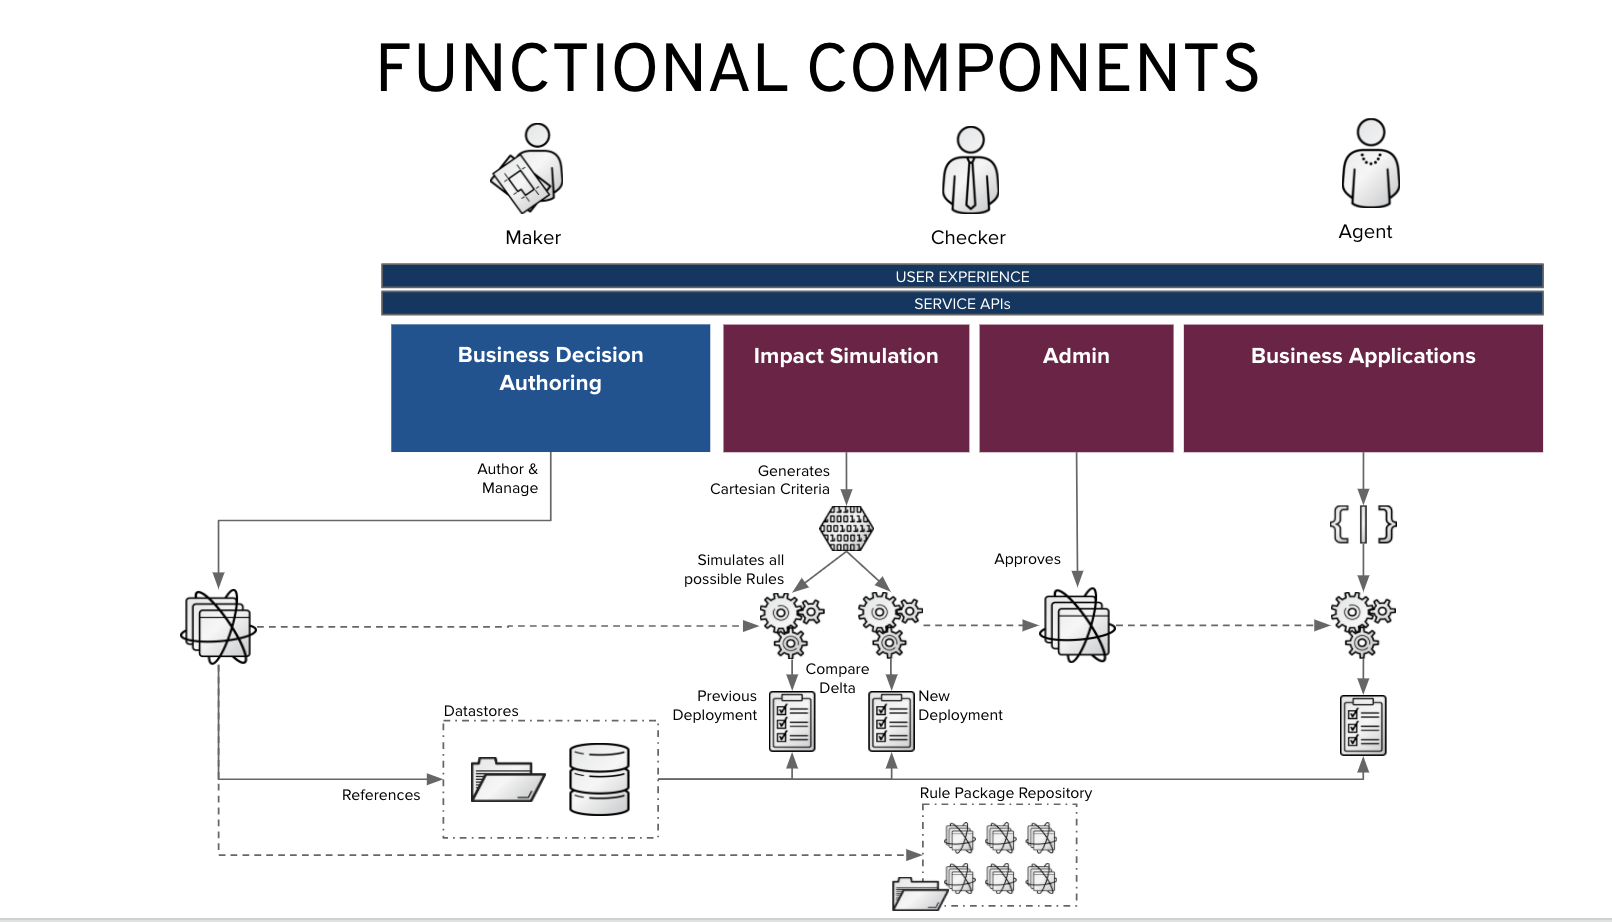 FUNCTIONAL COMPONENTS
Maker
Checker
Agent
USER EXPERIENCE
SERVICE APIs
Business Decision
Authoring
Impact Simulation
Admin
Business Applications
Author &
Manage
Generates
Cartesian Criteria
Simulates all
possible Rules
Approves
Compare
Delta
Previous
Deployment
New
Deployment
Datastores
References
Rule Package Repository